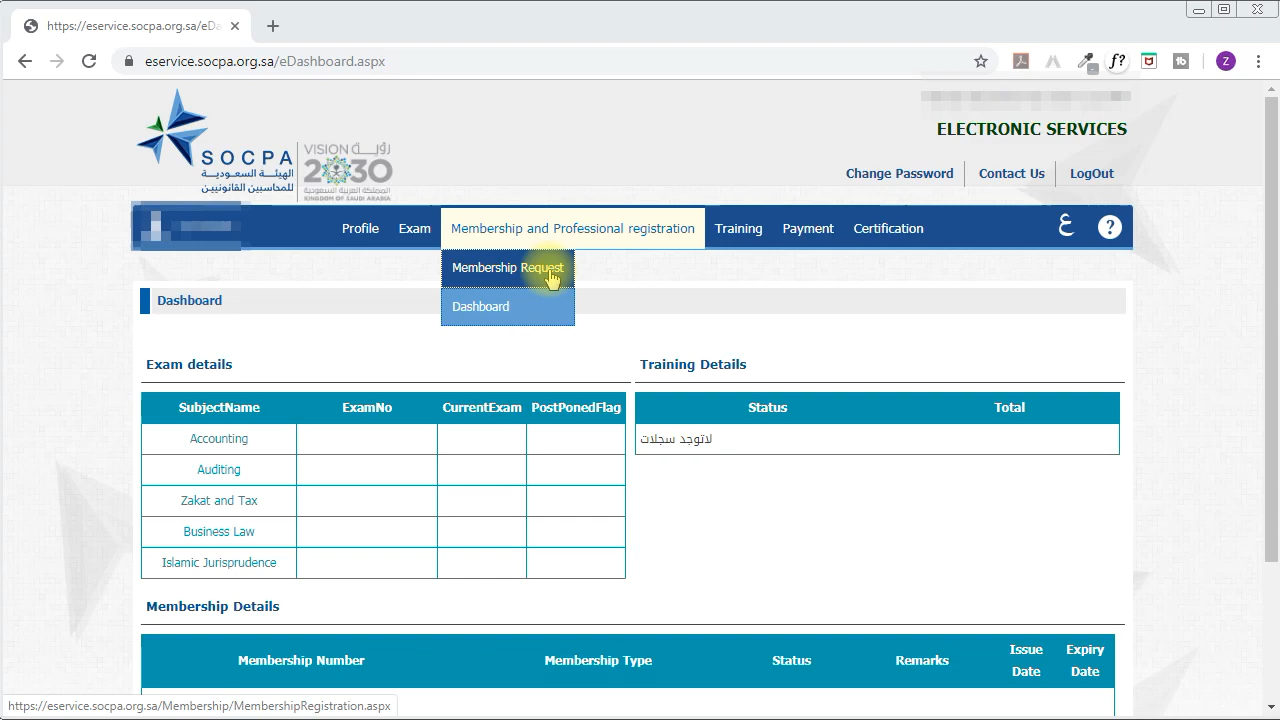 https://eservice.socpa.org.sa/eDa
eservice.socpa.org.sa/eDashboard.aspx
f?
Z
SOCPA
الهيئة السعودية
للمحاسبين القانونيين
VISION رؤية
2030
المملكة العربية السعودية
KINGDOM OF SAUDI ARABIA
ELECTRONIC SERVICES
Change Password
Contact Us
LogOut
Profile
Exam
Membership and Professional registration
Training
Payment
Certification
ع
?
Membership Request
Dashboard
Dashboard
Exam details
SubjectName ExamNo CurrentExam PostPonedFlag
Accounting
Auditing
Zakat and Tax
Business Law
Islamic Jurisprudence
Training Details
Status Total
لاتوجد سجلات
Membership Details
Membership Number Membership Type Status Remarks Issue Date Expiry Date
https://eservice.socpa.org.sa/Membership/MembershipRegistration.aspx